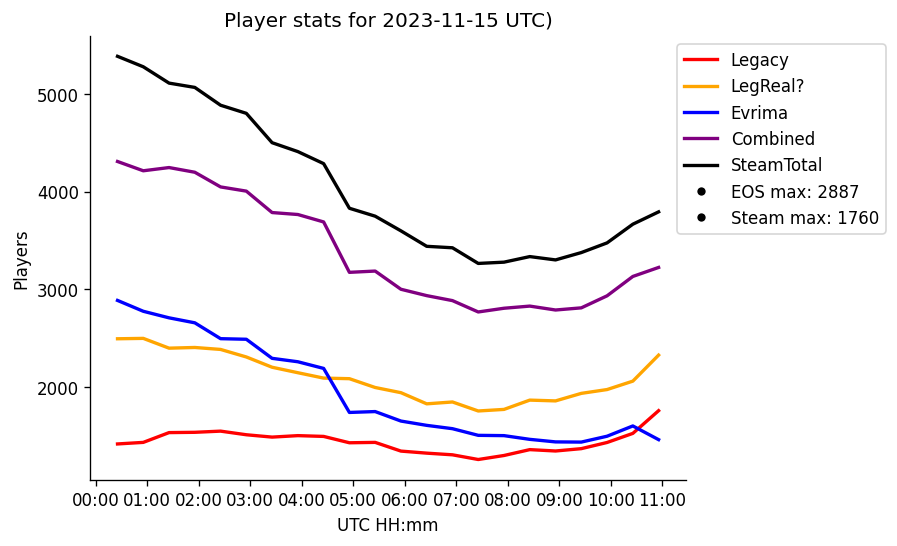 Player stats for 2023-11-15 UTC)
Legacy
LegReal?
Evrima
Combined
SteamTotal
EOS max: 2887
Steam max: 1760
5000
4000
3000
2000
Players
00:00 01:00 02:00 03:00 04:00 05:00 06:00 07:00 08:00 09:00 10:00 11:00
UTC HH:mm